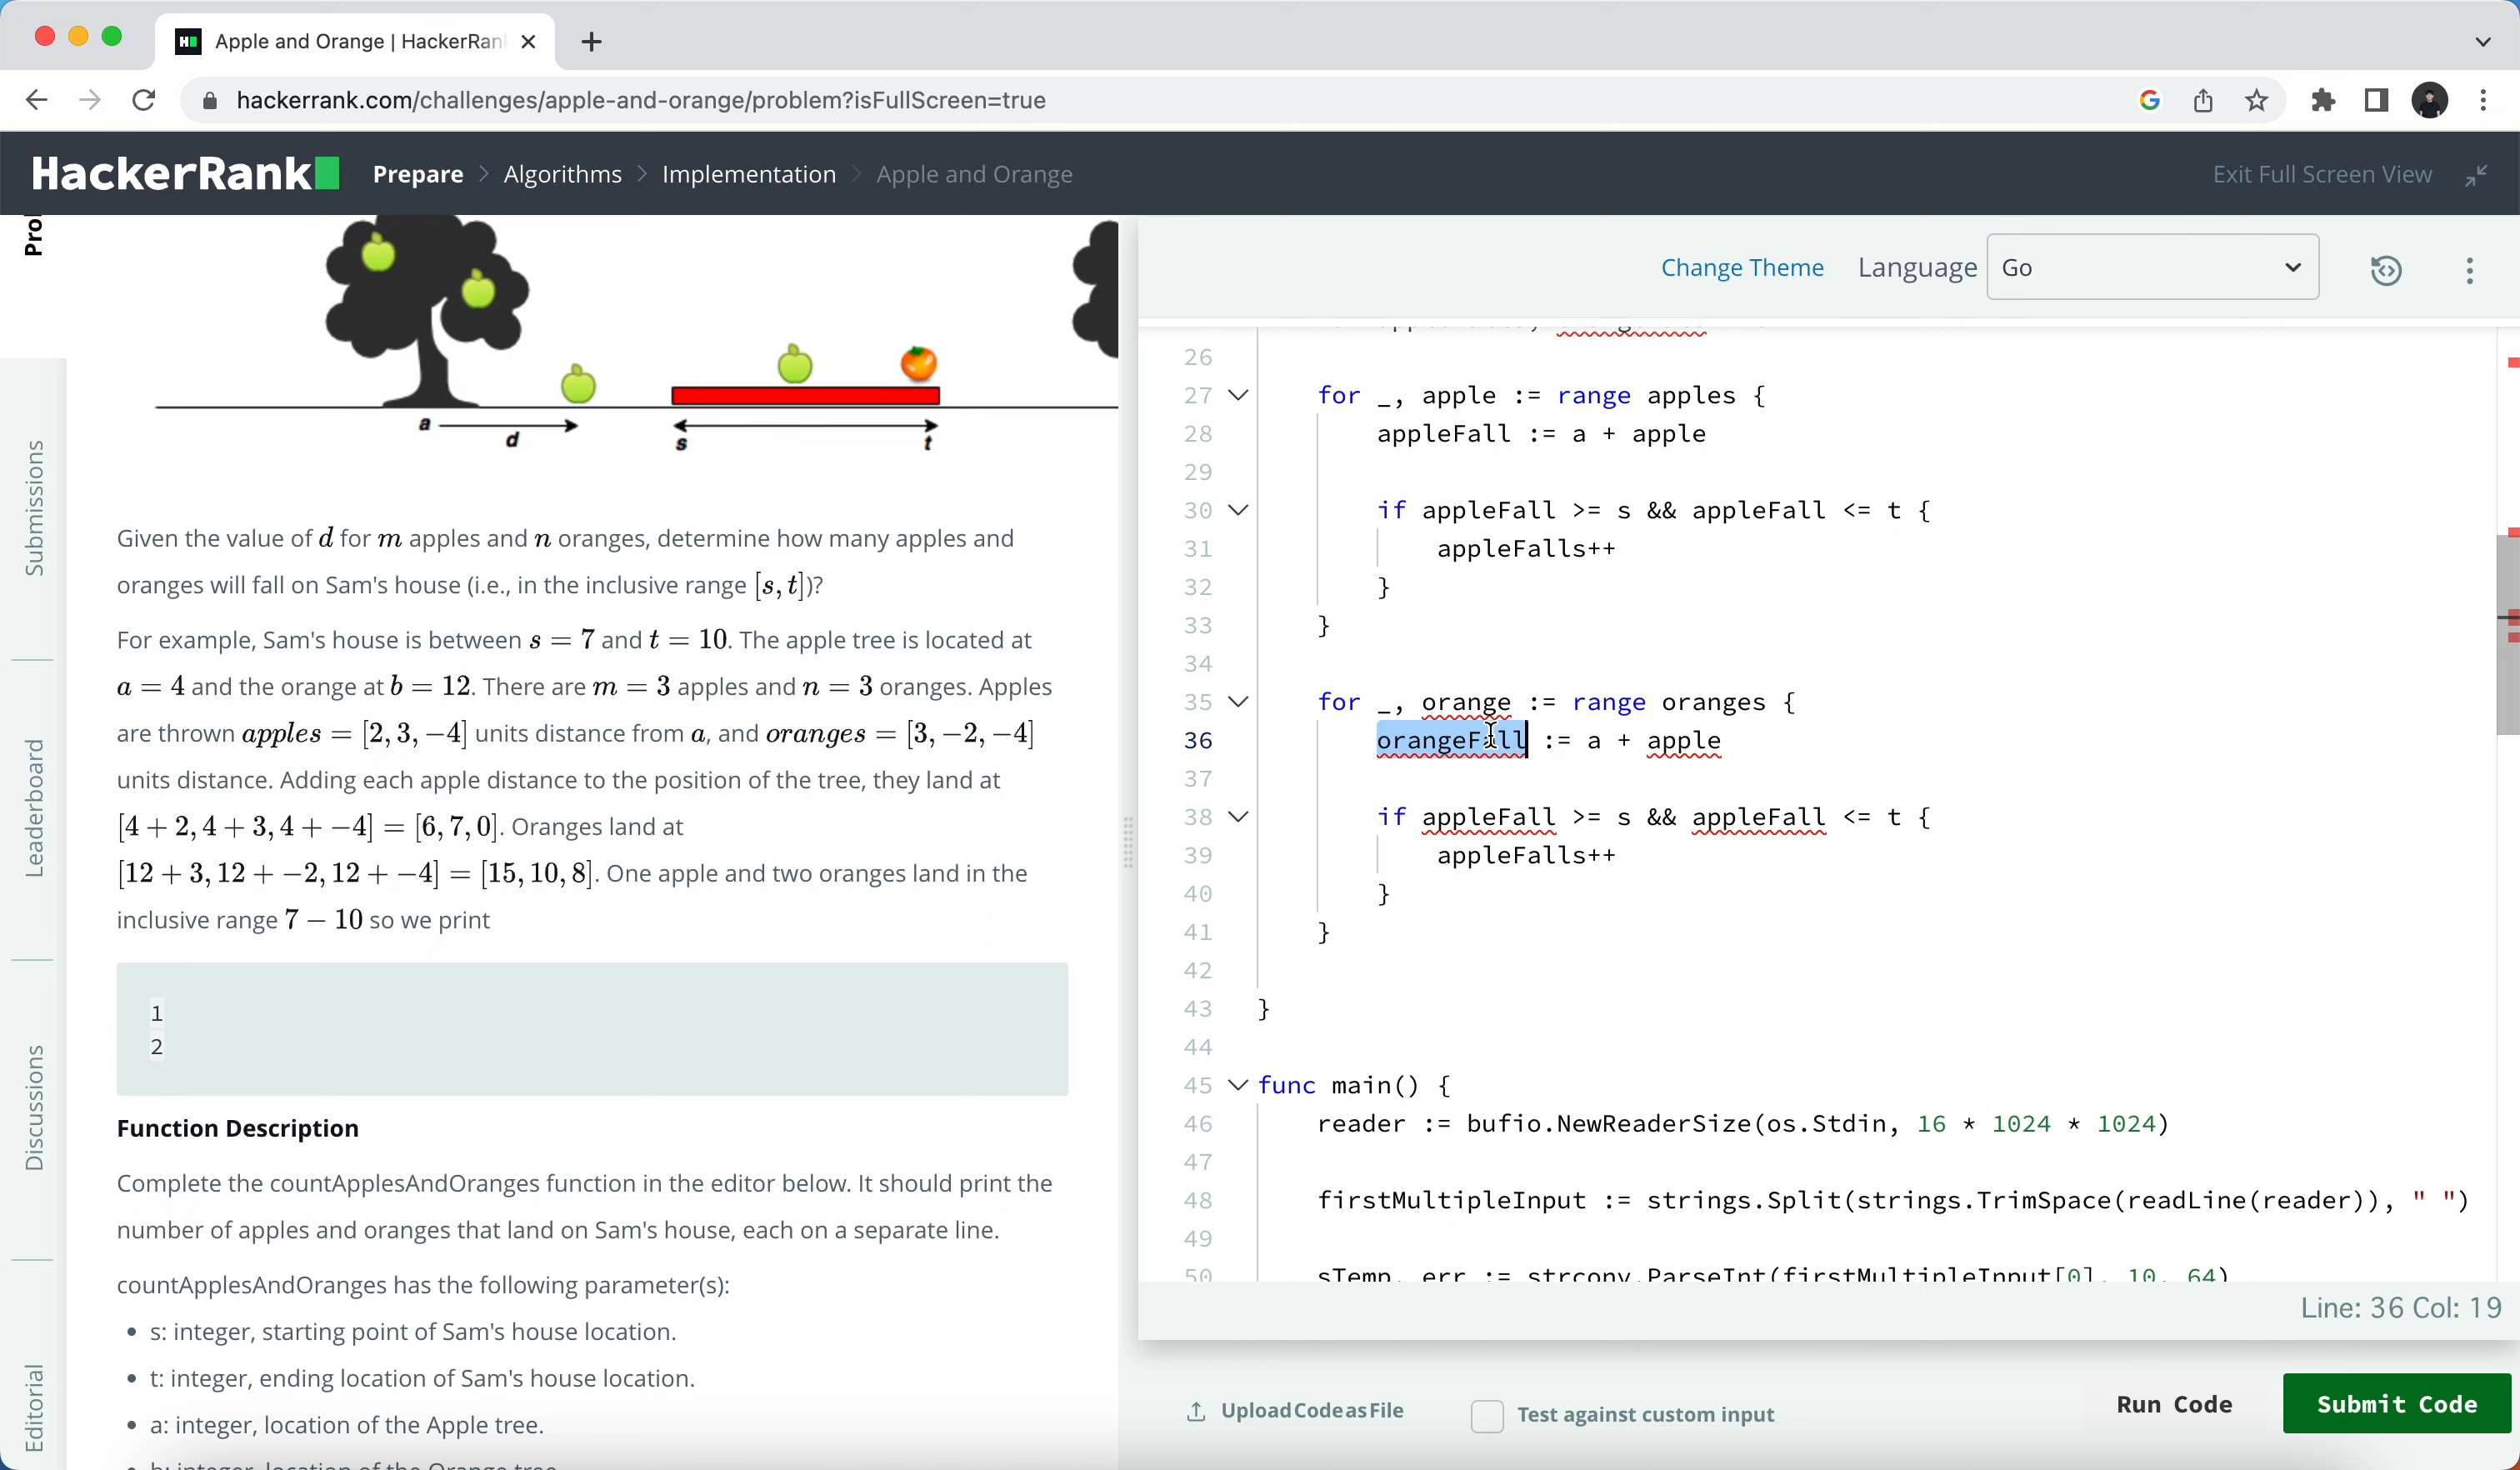 Apple and Orange | HackerRan
hackerrank.com/challenges/apple-and-orange/problem?isFullScreen=true
HackerRank
Prepare > Algorithms > Implementation > Apple and Orange
Exit Full Screen View
Submissions
Leaderboard
Discussions
Editorial
a
d
s
t
Given the value of d for m apples and n oranges, determine how many apples and
oranges will fall on Sam's house (i.e., in the inclusive range [s, t])?
For example, Sam's house is between s = 7 and t = 10. The apple tree is located at
a = 4 and the orange at b = 12. There are m = 3 apples and n = 3 oranges. Apples
are thrown apples = [2, 3, −4] units distance from a, and oranges = [3, −2, −4]
units distance. Adding each apple distance to the position of the tree, they land at
[4 + 2, 4 + 3, 4 + −4] = [6, 7, 0]. Oranges land at
[12 + 3, 12 + −2, 12 + −4] = [15, 10, 8]. One apple and two oranges land in the
inclusive range 7 − 10 so we print
1
2
Function Description
Complete the countApplesAndOranges function in the editor below. It should print the
number of apples and oranges that land on Sam's house, each on a separate line.
countApplesAndOranges has the following parameter(s):
• s: integer, starting point of Sam's house location.
• t: integer, ending location of Sam's house location.
• a: integer, location of the Apple tree.
Change Theme
Language
Go
26
27 for _, apple := range apples {
28 appleFall := a + apple
29
30 if appleFall >= s && appleFall <= t {
31 appleFalls++
32 }
33 }
34
35 for _, orange := range oranges {
36 orangeFall := a + apple
37
38 if appleFall >= s && appleFall <= t {
39 appleFalls++
40 }
41 }
42
43 }
44
45 func main() {
46 reader := bufio.NewReaderSize(os.Stdin, 16 * 1024 * 1024)
47
48 firstMultipleInput := strings.Split(strings.TrimSpace(readLine(reader)), " ")
49
50 sTemp, err := strconv.ParseInt(firstMultipleInput[0], 10, 64)
Line: 36 Col: 19
Upload Code as File
Test against custom input
Run Code
Submit Code